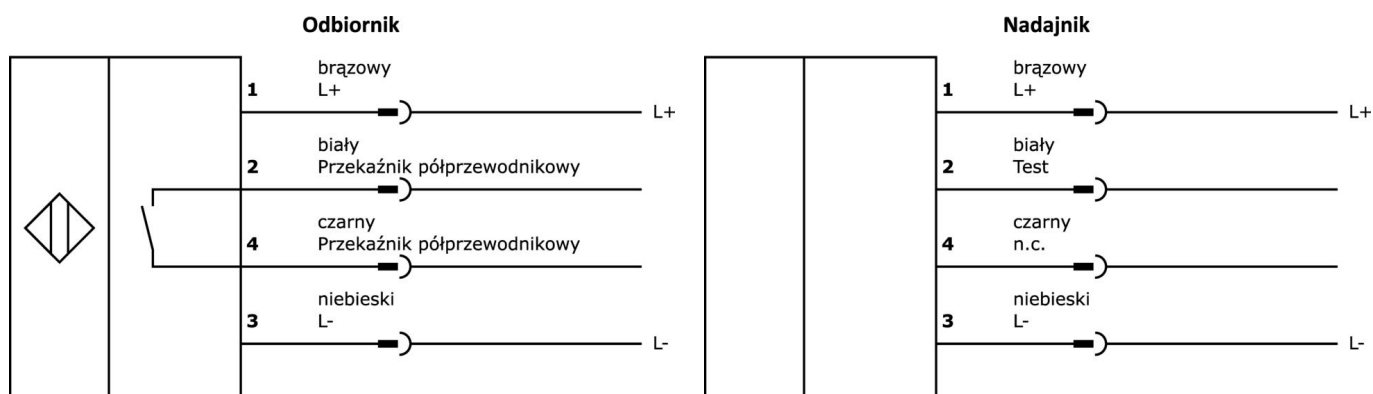 Odbiornik
brązowy
1 L+
L+
biały
2 Przekaźnik półprzewodnikowy
czarny
4 Przekaźnik półprzewodnikowy
niebieski
3 L-
L-
Nadajnik
brązowy
1 L+
L+
biały
2 Test
czarny
4 n.c.
niebieski
3 L-
L-